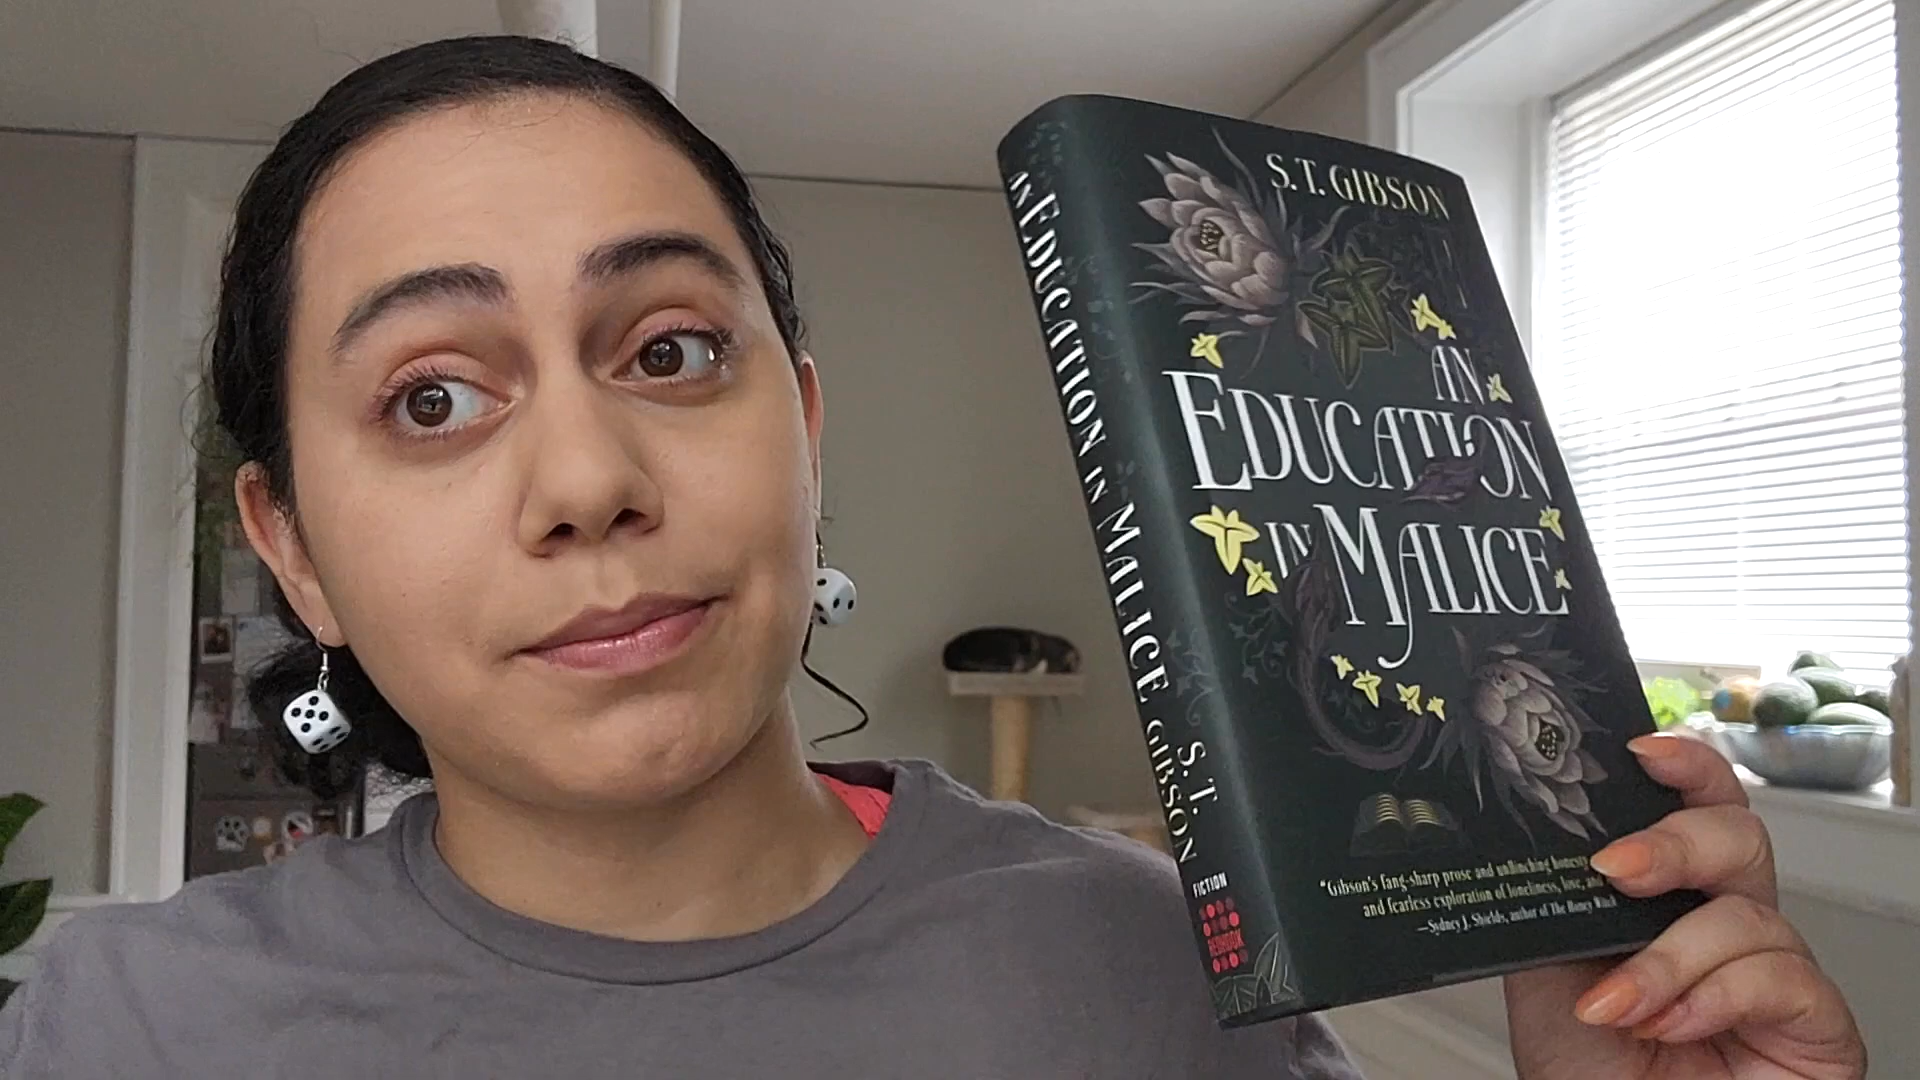 AN EDUCATION IN MALICE S. T. GIBSON
FICTION
REDHOOK
S. T. GIBSON
AN
EDUCATION
IN MALICE
"Gibson's fang-sharp prose and unflinching honesty
and fearless exploration of loneliness, love, and
—Sydney J. Shields, author of The Honey Witch